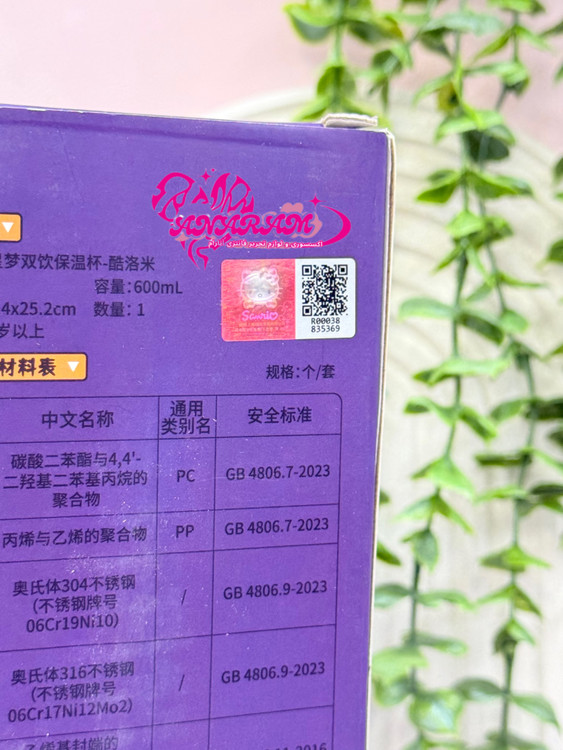 ANARAM
梦双饮保温杯-酷洛米
容量:600mL
4x25.2cm 数量:1
岁以上
Sanrio
R00038
835369
材料表
规格:个/套
中文名称 通用类别名 安全标准
碳酸二苯酯与4,4'-二羟基二苯基丙烷的聚合物 PC GB 4806.7-2023
丙烯与乙烯的聚合物 PP GB 4806.7-2023
奥氏体304不锈钢
(不锈钢牌号
06Cr19Ni10) / GB 4806.9-2023
奥氏体316不锈钢
(不锈钢牌号
06Cr17Ni12Mo2) / GB 4806.9-2023
乙烯基封端的